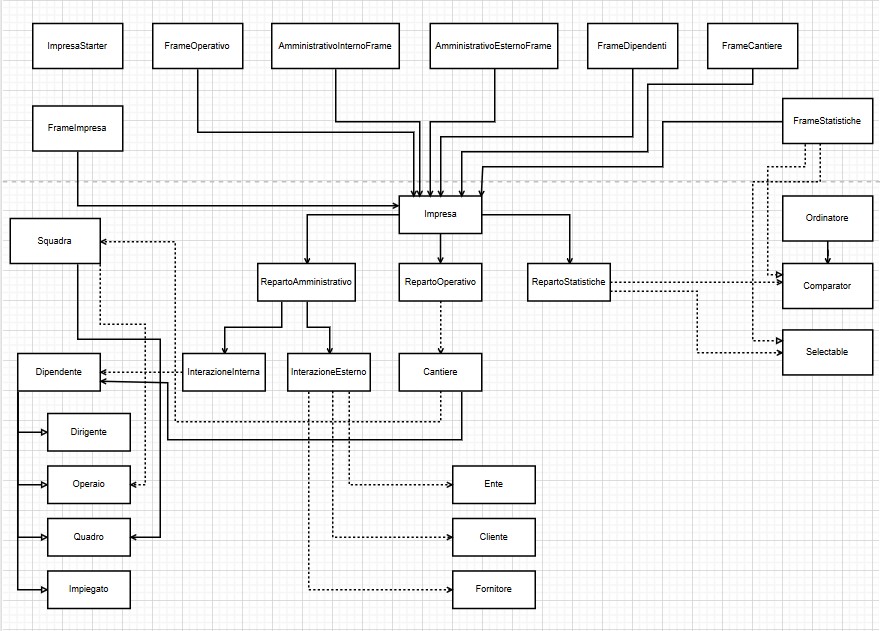 ImpresaStarter
FrameOperativo
AmministrativoInternoFrame
AmministrativoEsternoFrame
FrameDipendenti
FrameCantiere
FrameImpresa
FrameStatistiche
Impresa
Ordinatore
Squadra
RepartoAmministrativo
RepartoOperativo
RepartoStatistiche
Comparator
Dipendente
InterazioneInterna
InterazioneEsterno
Cantiere
Selectable
Dirigente
Operaio
Ente
Quadro
Cliente
Impiegato
Fornitore